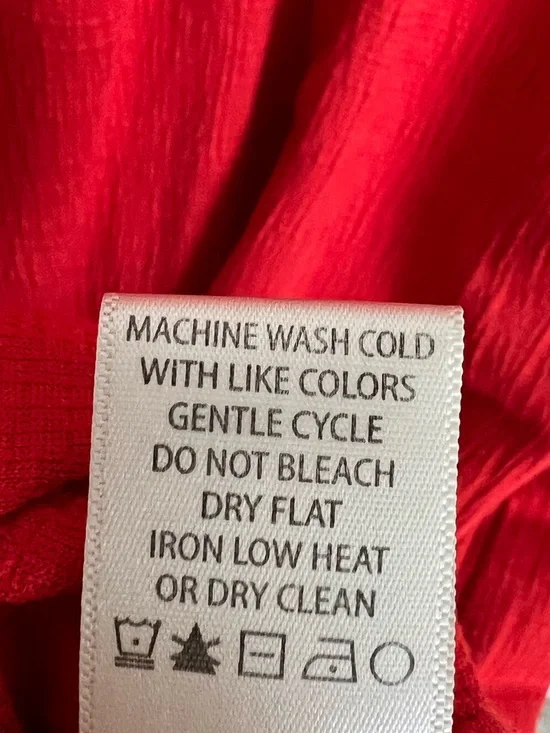 MACHINE WASH COLD
WITH LIKE COLORS
GENTLE CYCLE
DO NOT BLEACH
DRY FLAT
IRON LOW HEAT
OR DRY CLEAN